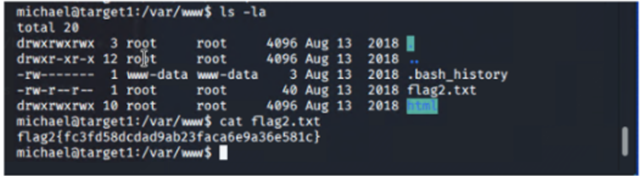 michael@target1:/var/www$ ls -la
total 20
drwxrwxrwx  3 root     root     4096 Aug 13  2018 .
drwxr-xr-x 12 root     root     4096 Aug 13  2018 ..
-rw-------  1 www-data www-data    3 Aug 13  2018 .bash_history
-rw-r--r--  1 root     root       40 Aug 13  2018 flag2.txt
drwxrwxrwx 10 root     root     4096 Aug 13  2018 html
michael@target1:/var/www$ cat flag2.txt
flag2{fc3fd58dcdad9ab23faca6e9a36e581c}
michael@target1:/var/www$